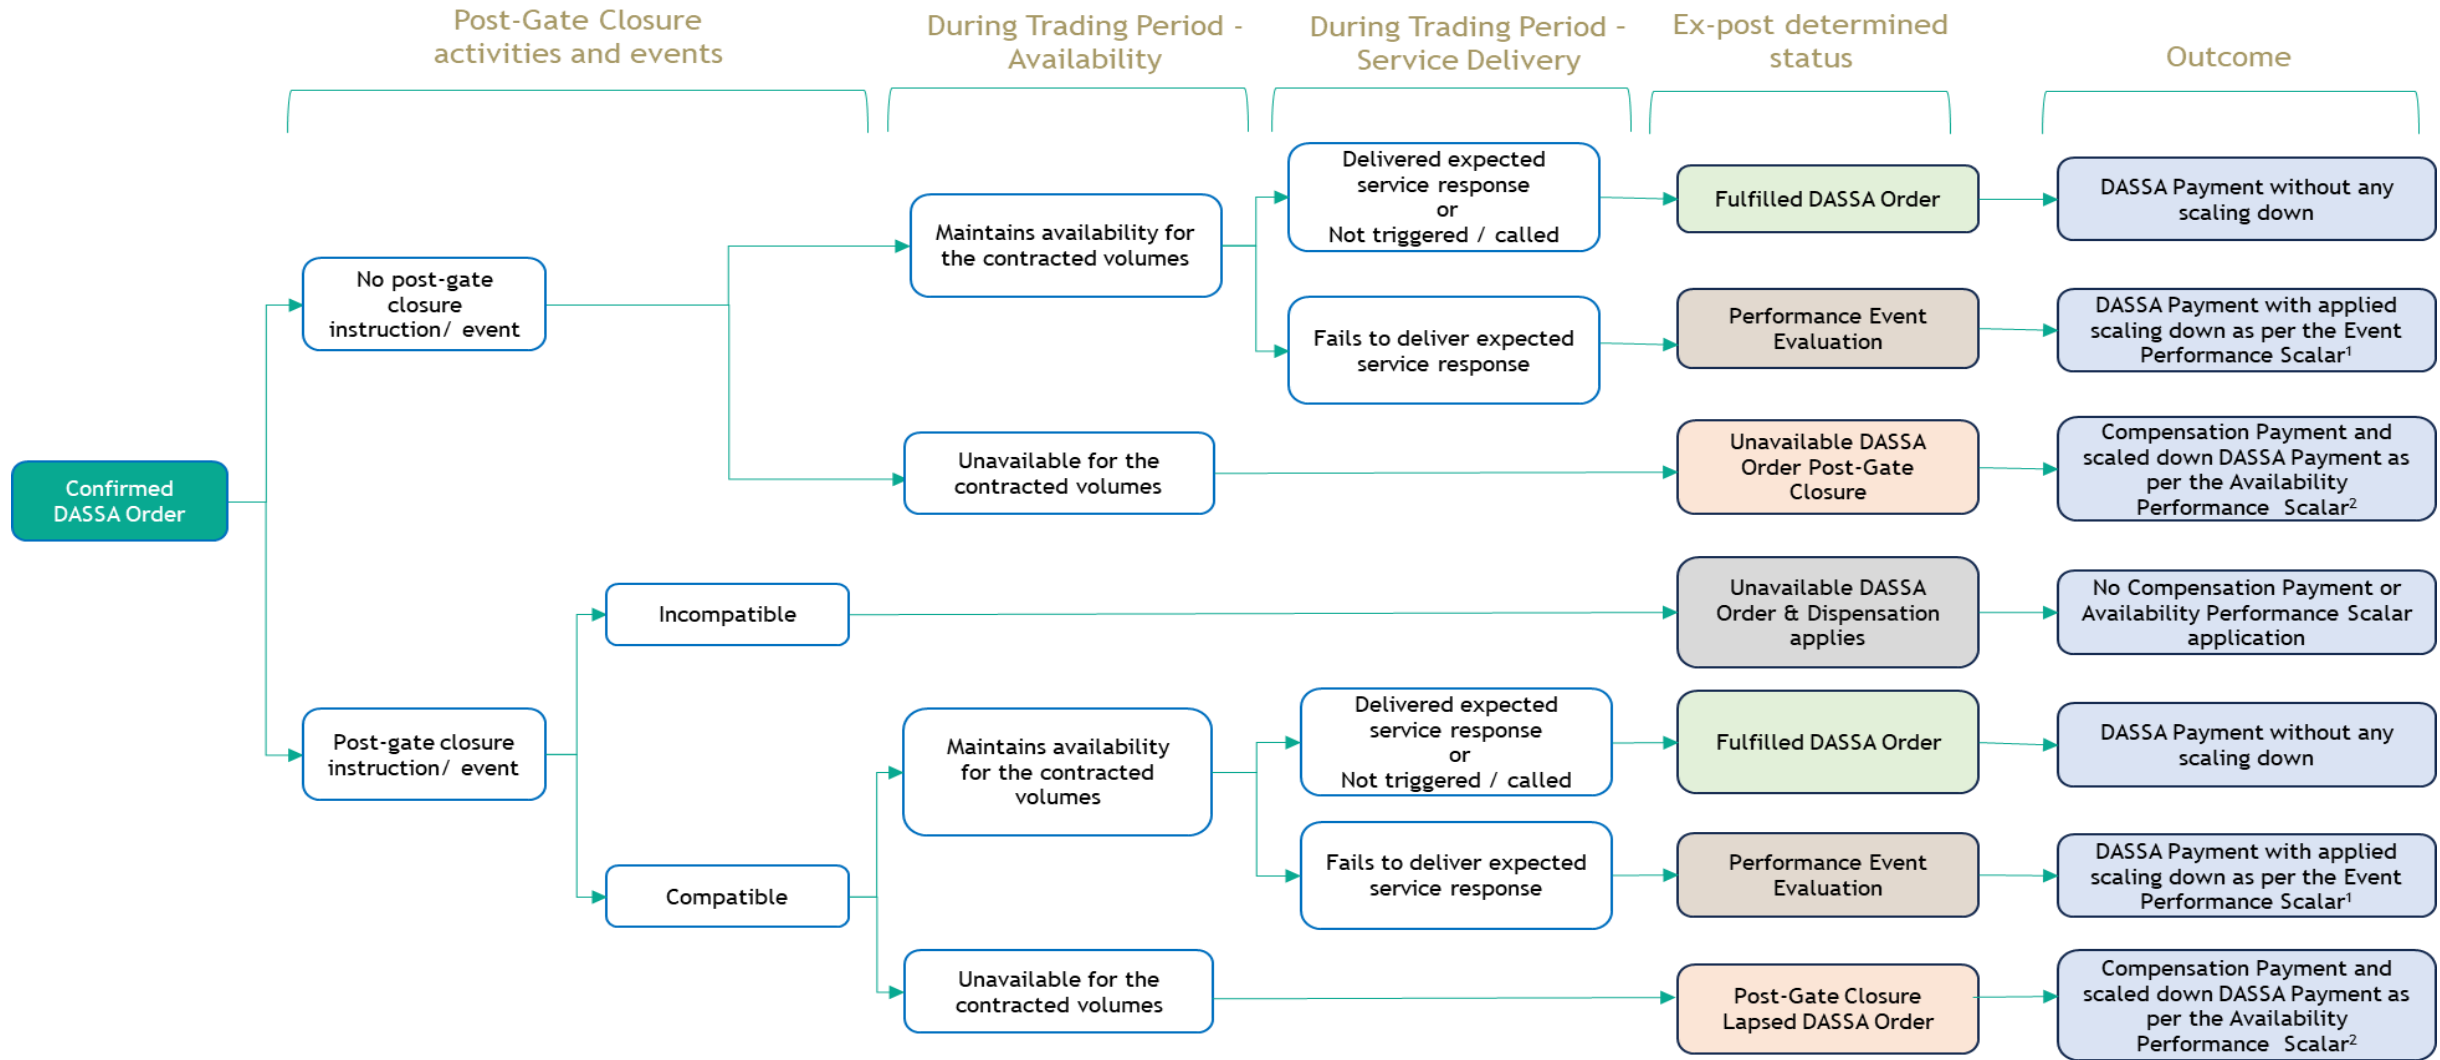 Post-Gate Closure
activities and events
During Trading Period -
Availability
During Trading Period –
Service Delivery
Ex-post determined
status
Outcome
Confirmed
DASSA Order
No post-gate
closure
instruction/ event
Maintains availability for
the contracted volumes
Delivered expected
service response
or
Not triggered / called
Fulfilled DASSA Order
DASSA Payment without any
scaling down
Fails to deliver expected
service response
Performance Event
Evaluation
DASSA Payment with applied
scaling down as per the Event
Performance Scalar¹
Unavailable for the
contracted volumes
Unavailable DASSA
Order Post-Gate
Closure
Compensation Payment and
scaled down DASSA Payment as
per the Availability
Performance Scalar²
Post-gate closure
instruction/ event
Incompatible
Unavailable DASSA
Order & Dispensation
applies
No Compensation Payment or
Availability Performance Scalar
application
Compatible
Maintains availability
for the contracted
volumes
Delivered expected
service response
or
Not triggered / called
Fulfilled DASSA Order
DASSA Payment without any
scaling down
Fails to deliver expected
service response
Performance Event
Evaluation
DASSA Payment with applied
scaling down as per the Event
Performance Scalar¹
Unavailable for the
contracted volumes
Post-Gate Closure
Lapsed DASSA Order
Compensation Payment and
scaled down DASSA Payment as
per the Availability
Performance Scalar²